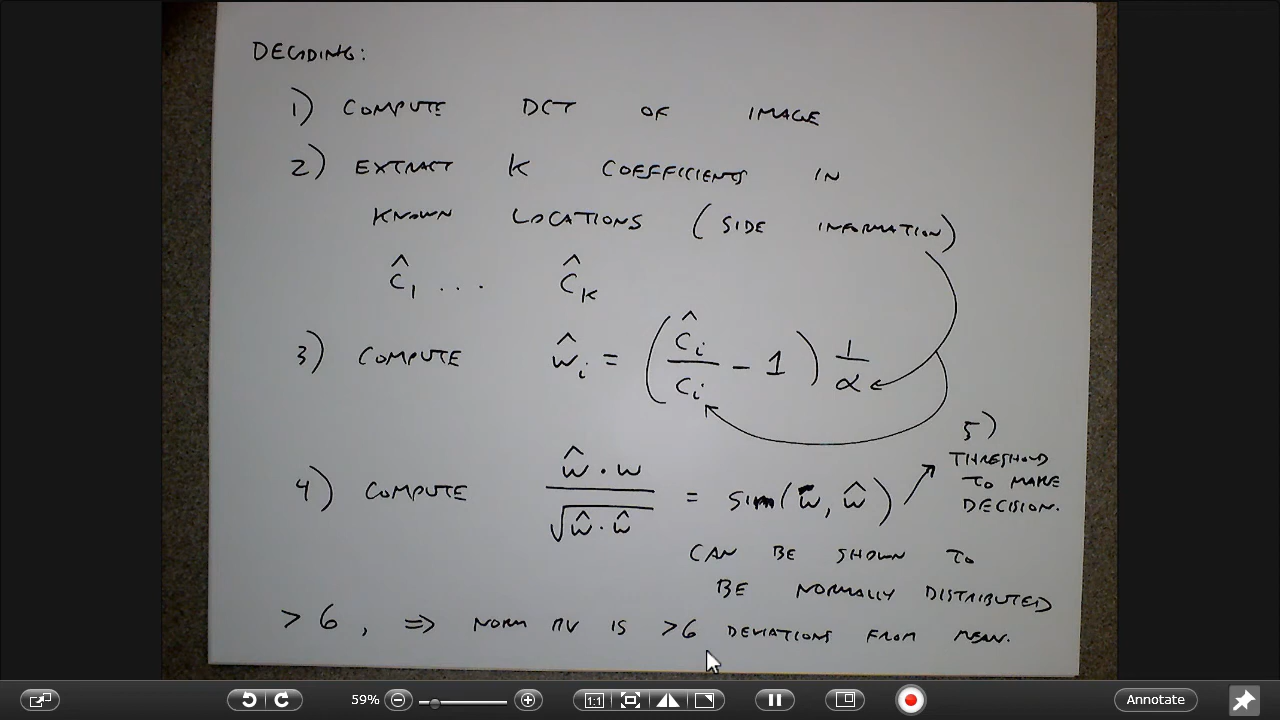 DECODING:
1) COMPUTE DCT OF IMAGE
2) EXTRACT K COEFFICIENTS IN
KNOWN LOCATIONS (SIDE INFORMATION)
ĉ₁ ... ĉₖ
3) COMPUTE ŵᵢ = (ĉᵢ/cᵢ − 1) 1/α
4) COMPUTE ŵ·w / √(ŵ·ŵ) = sim(w, ŵ)
5)
THRESHOLD
TO MAKE
DECISION.
CAN BE SHOWN TO
BE NORMALLY DISTRIBUTED
> 6, ⇒ NORM RV IS >6 DEVIATIONS FROM MEAN.
59%
1:1
Annotate